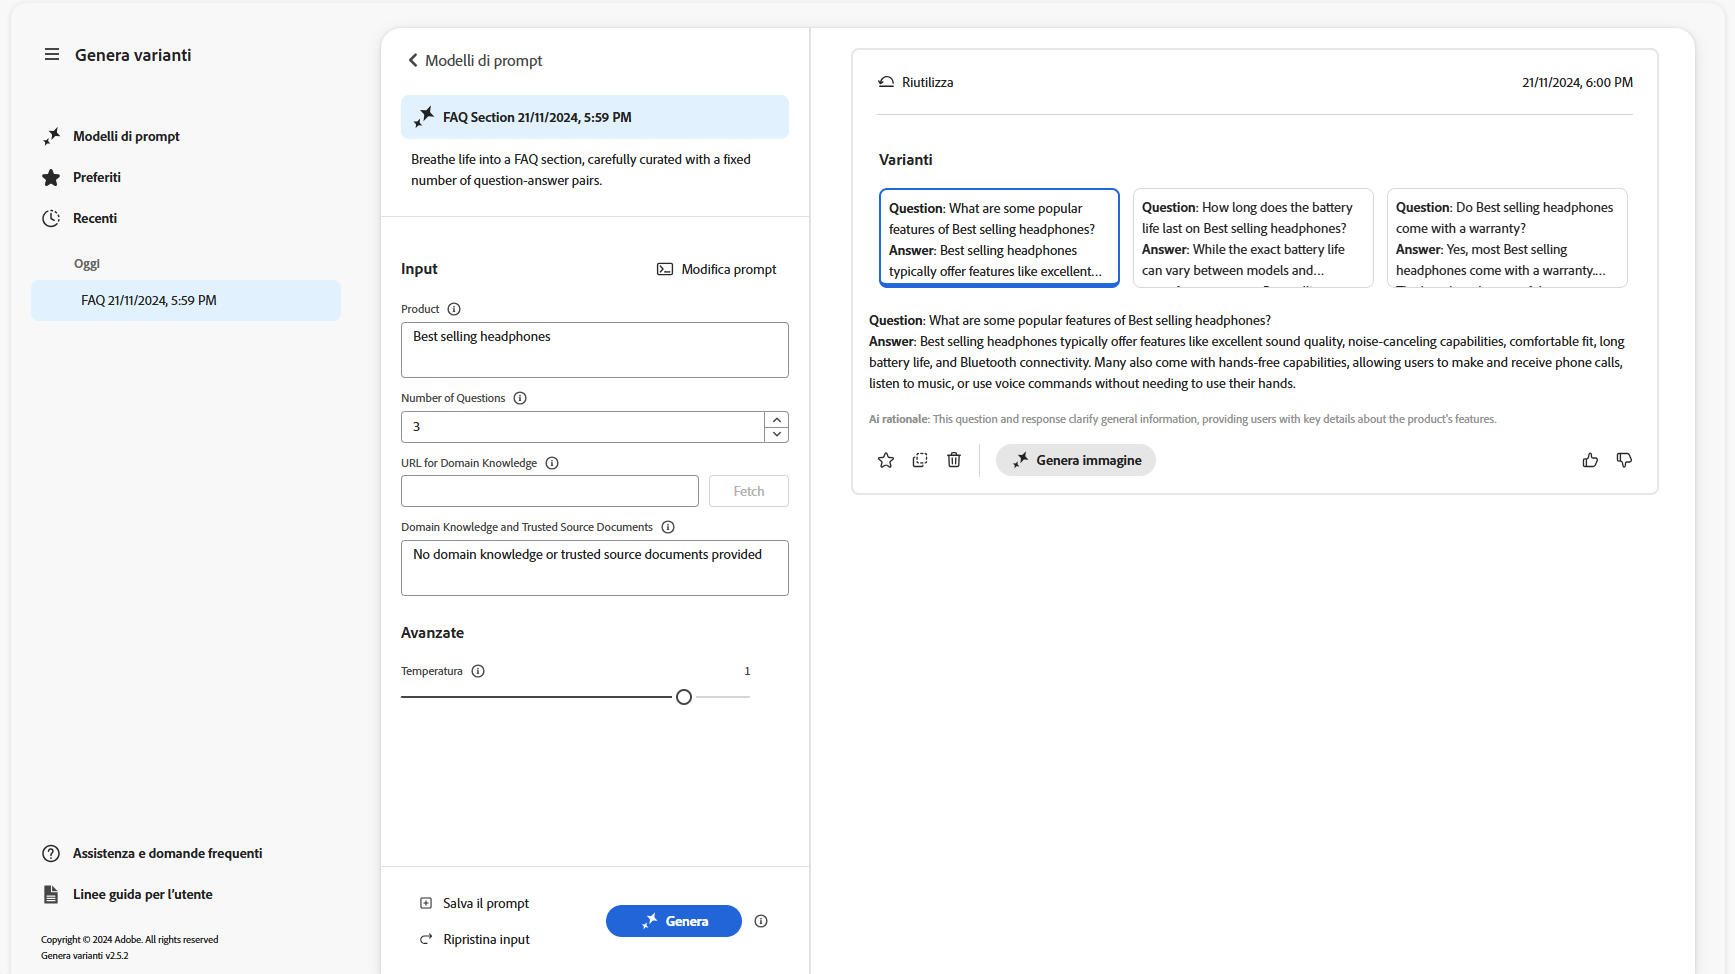 Genera varianti
Modelli di prompt
Preferiti
Recenti
Oggi
FAQ 21/11/2024, 5:59 PM
Assistenza e domande frequenti
Linee guida per l'utente
Copyright © 2024 Adobe. All rights reserved
Genera varianti v2.5.2
Modelli di prompt
FAQ Section 21/11/2024, 5:59 PM
Breathe life into a FAQ section, carefully curated with a fixed
number of question-answer pairs.
Input
Modifica prompt
Product
Best selling headphones
Number of Questions
3
URL for Domain Knowledge
Fetch
Domain Knowledge and Trusted Source Documents
No domain knowledge or trusted source documents provided
Avanzate
Temperatura
1
Salva il prompt
Ripristina input
Genera
Riutilizza
21/11/2024, 6:00 PM
Varianti
Question: What are some popular
features of Best selling headphones?
Answer: Best selling headphones
typically offer features like excellent...
Question: How long does the battery
life last on Best selling headphones?
Answer: While the exact battery life
can vary between models and...
Question: Do Best selling headphones
come with a warranty?
Answer: Yes, most Best selling
headphones come with a warranty....
Question: What are some popular features of Best selling headphones?
Answer: Best selling headphones typically offer features like excellent sound quality, noise-canceling capabilities, comfortable fit, long
battery life, and Bluetooth connectivity. Many also come with hands-free capabilities, allowing users to make and receive phone calls,
listen to music, or use voice commands without needing to use their hands.
Ai rationale: This question and response clarify general information, providing users with key details about the product's features.
Genera immagine